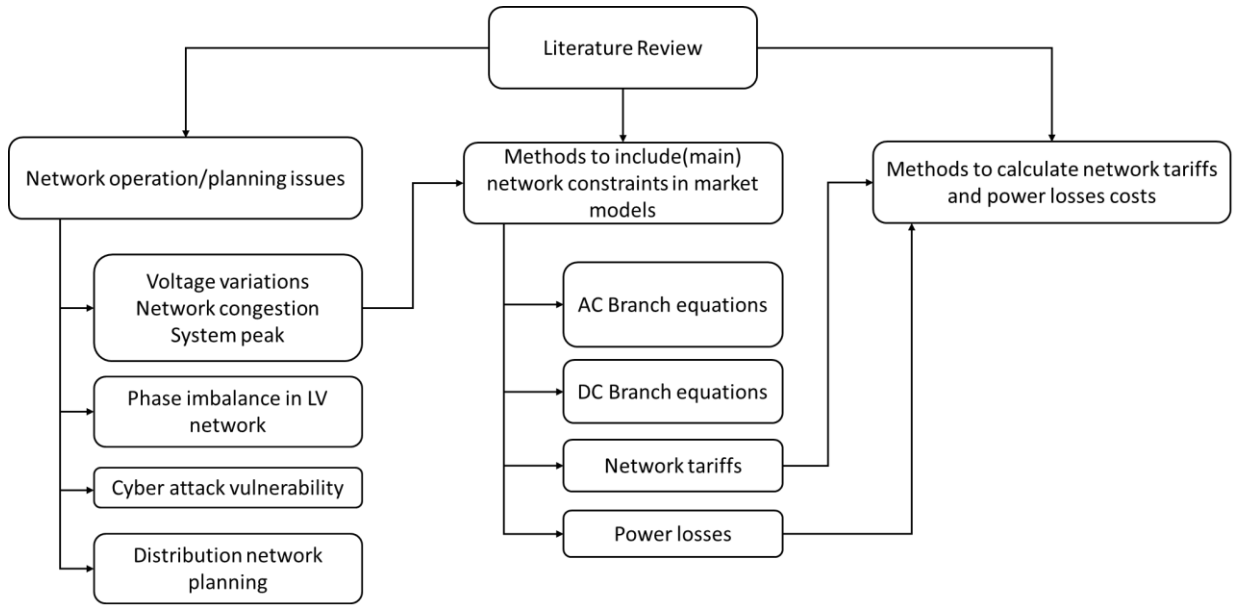 Literature Review
Network operation/planning issues
Voltage variations
Network congestion
System peak
Phase imbalance in LV
network
Cyber attack vulnerability
Distribution network
planning
Methods to include(main)
network constraints in market
models
AC Branch equations
DC Branch equations
Network tariffs
Power losses
Methods to calculate network tariffs
and power losses costs